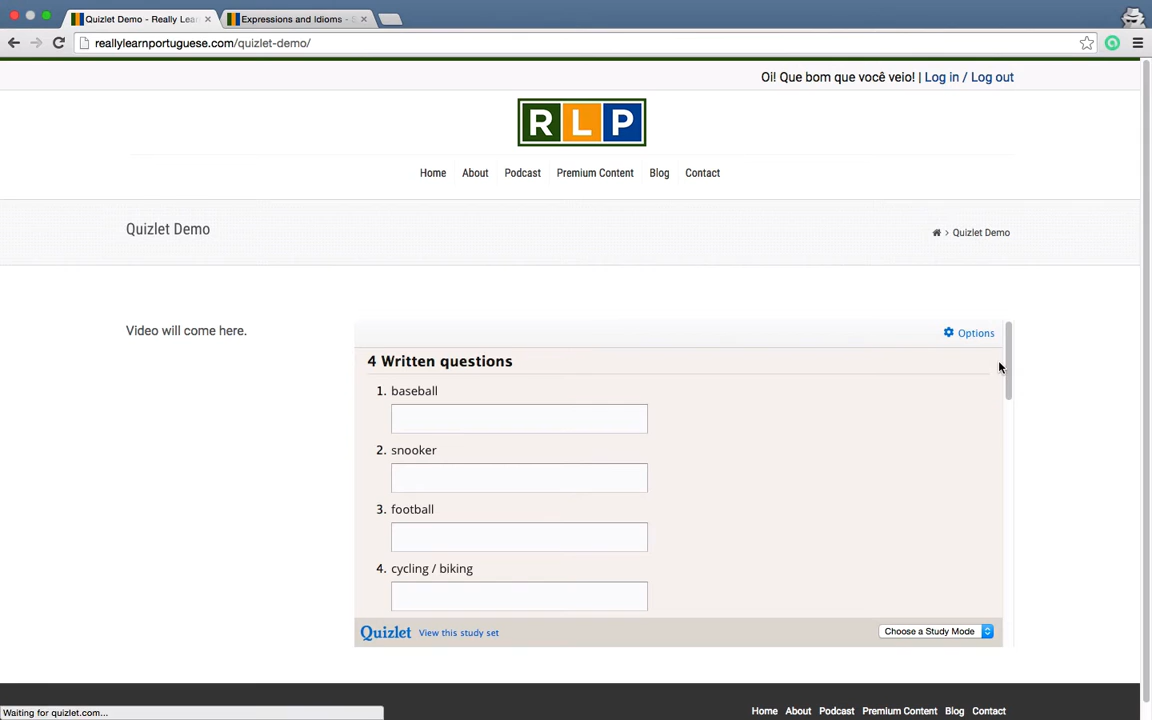 Quizlet Demo - Really Lear
Expressions and Idioms -
reallylearnportuguese.com/quizlet-demo/
Oi! Que bom que você veio! | Log in / Log out
RLP
Home About Podcast Premium Content Blog Contact
Quizlet Demo
> Quizlet Demo
Video will come here.
Options
4 Written questions
1. baseball
2. snooker
3. football
4. cycling / biking
Quizlet View this study set Choose a Study Mode
Waiting for quizlet.com...
Home About Podcast Premium Content Blog Contact